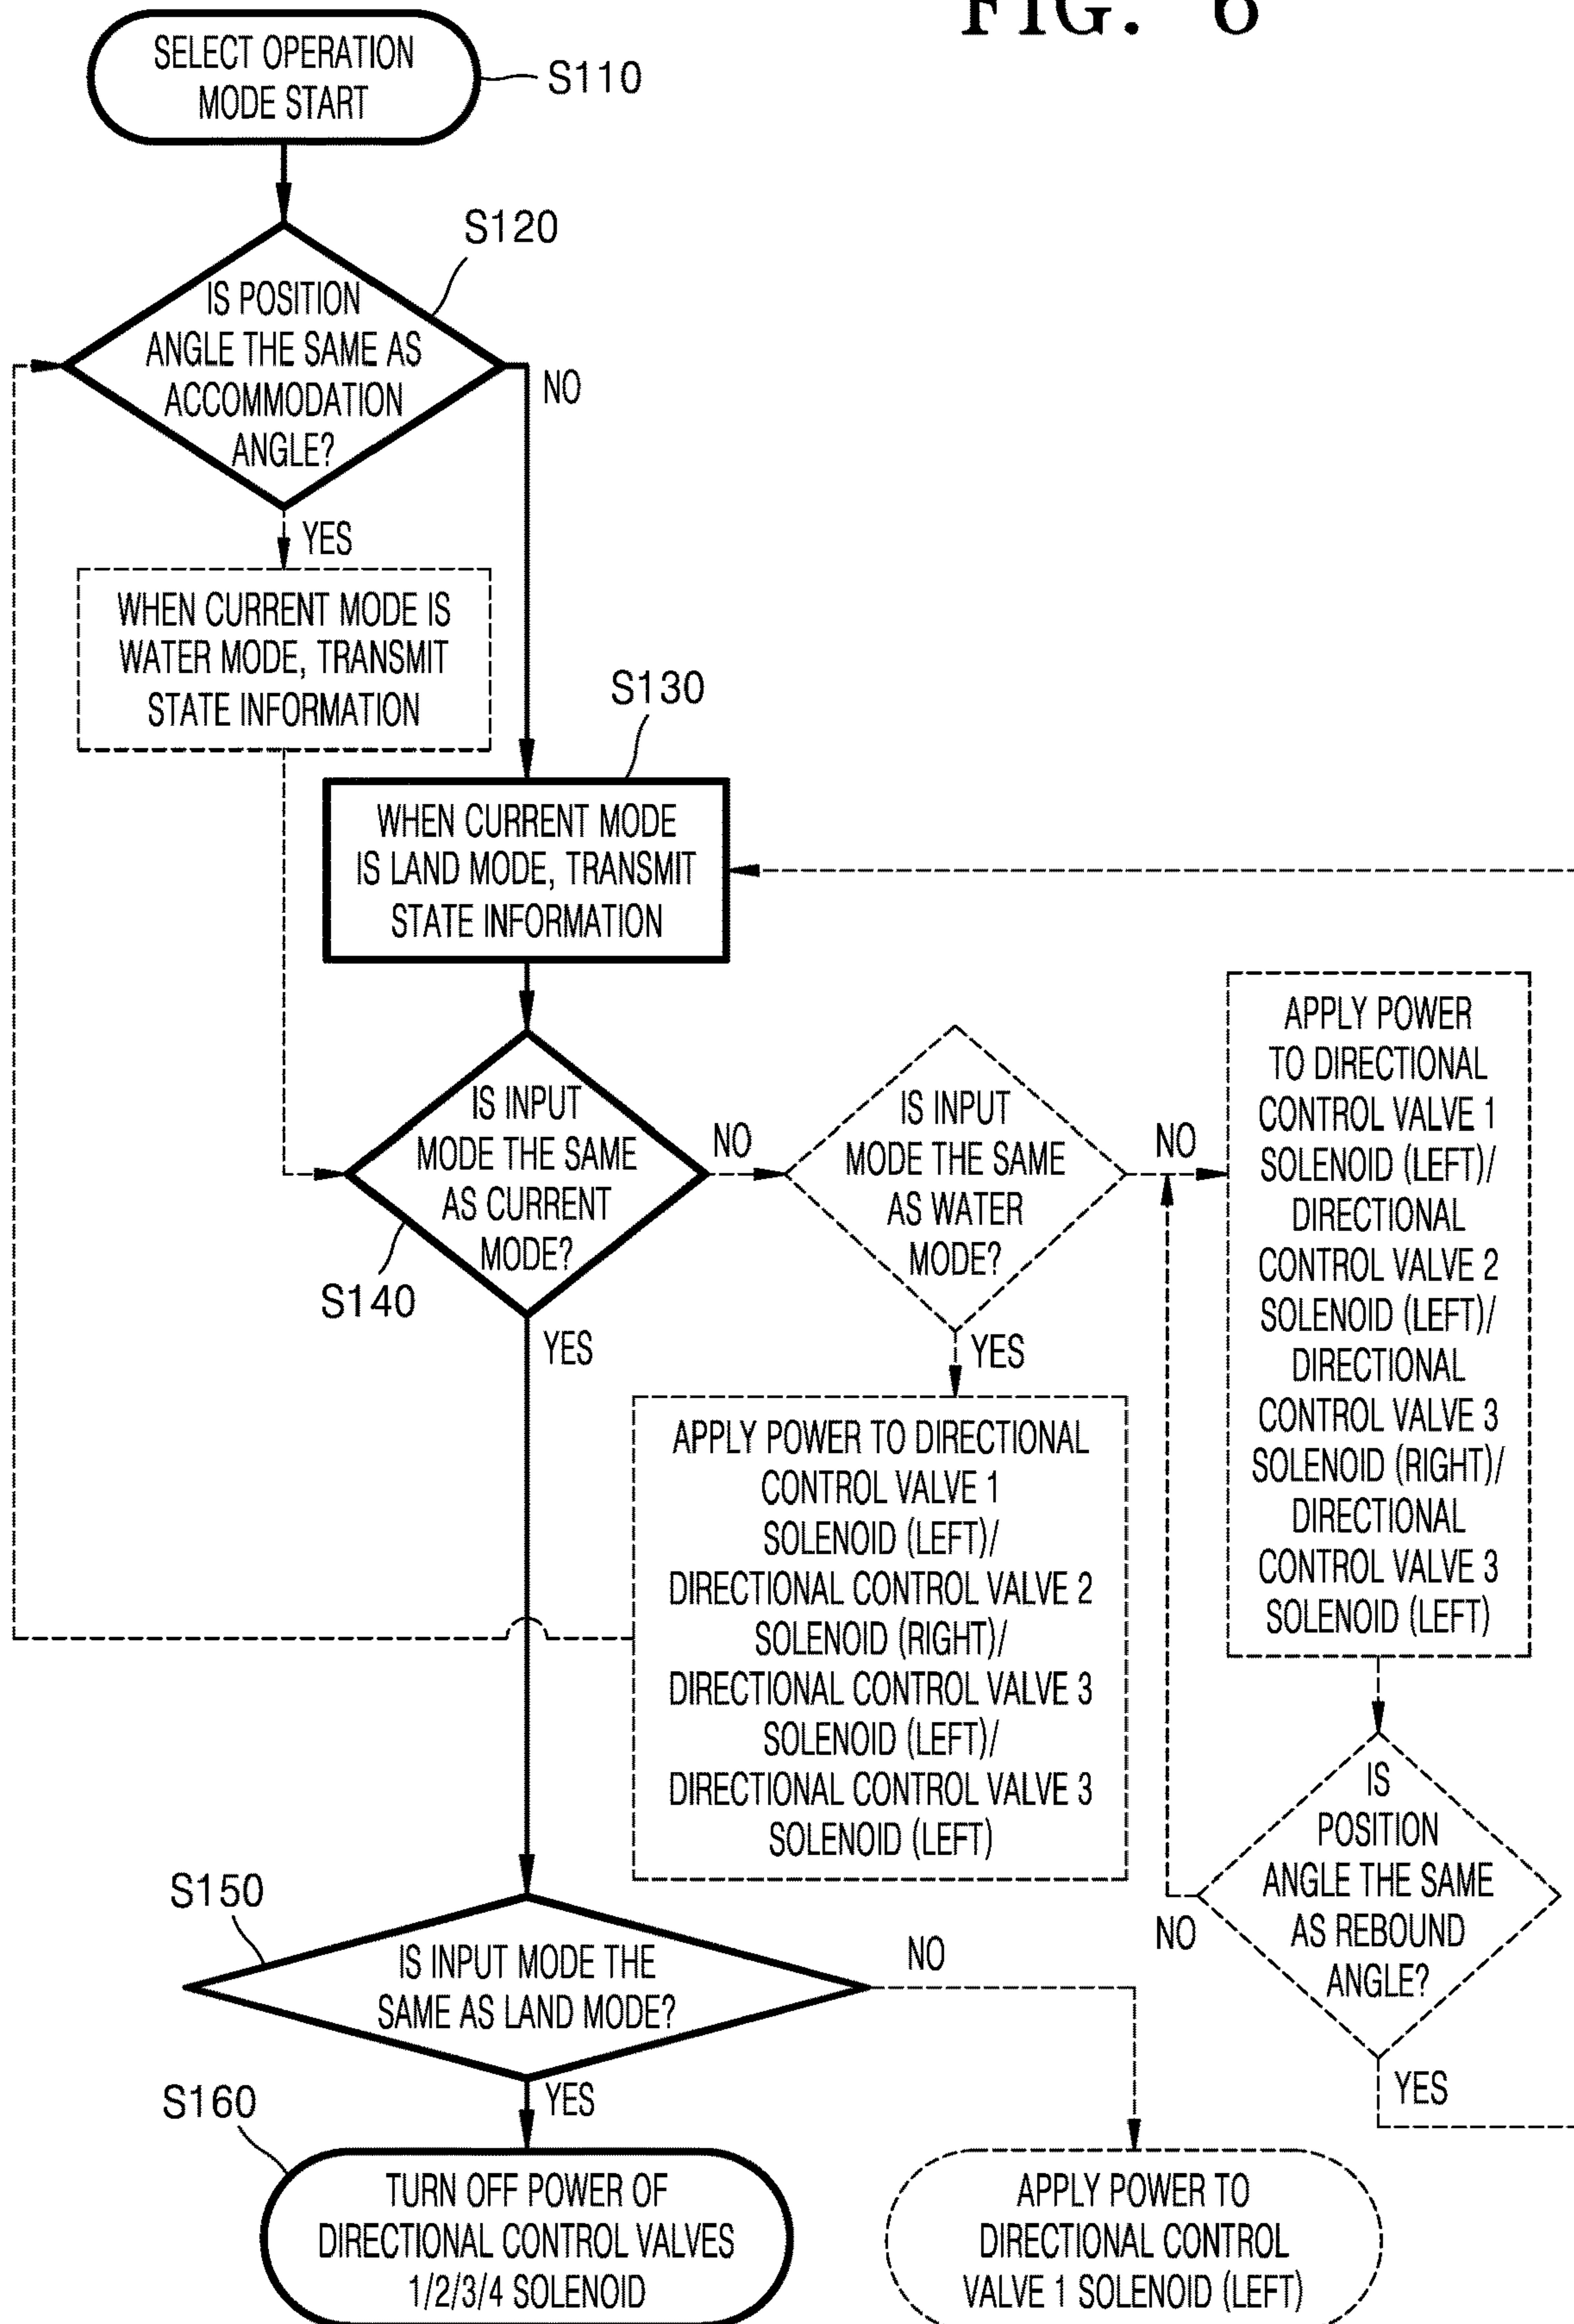 FIG. 6
SELECT OPERATION
MODE START
S110
S120
IS POSITION
ANGLE THE SAME AS
ACCOMMODATION
ANGLE?
NO
YES
WHEN CURRENT MODE IS
WATER MODE, TRANSMIT
STATE INFORMATION
S130
WHEN CURRENT MODE
IS LAND MODE, TRANSMIT
STATE INFORMATION
IS INPUT
MODE THE SAME
AS CURRENT
MODE?
S140
NO
YES
IS INPUT
MODE THE SAME
AS WATER
MODE?
NO
YES
APPLY POWER
TO DIRECTIONAL
CONTROL VALVE 1
SOLENOID (LEFT)/
DIRECTIONAL
CONTROL VALVE 2
SOLENOID (LEFT)/
DIRECTIONAL
CONTROL VALVE 3
SOLENOID (RIGHT)/
DIRECTIONAL
CONTROL VALVE 3
SOLENOID (LEFT)
APPLY POWER TO DIRECTIONAL
CONTROL VALVE 1
SOLENOID (LEFT)/
DIRECTIONAL CONTROL VALVE 2
SOLENOID (RIGHT)/
DIRECTIONAL CONTROL VALVE 3
SOLENOID (LEFT)/
DIRECTIONAL CONTROL VALVE 3
SOLENOID (LEFT)
IS
POSITION
ANGLE THE SAME
AS REBOUND
ANGLE?
NO
YES
S150
IS INPUT MODE THE
SAME AS LAND MODE?
NO
YES
S160
TURN OFF POWER OF
DIRECTIONAL CONTROL VALVES
1/2/3/4 SOLENOID
APPLY POWER TO
DIRECTIONAL CONTROL
VALVE 1 SOLENOID (LEFT)